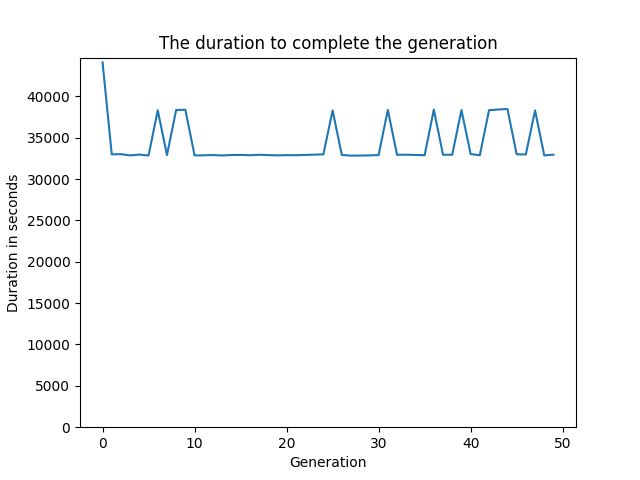 The duration to complete the generation
40000
35000
30000
25000
20000
15000
10000
5000
0
Duration in seconds
0 10 20 30 40 50
Generation